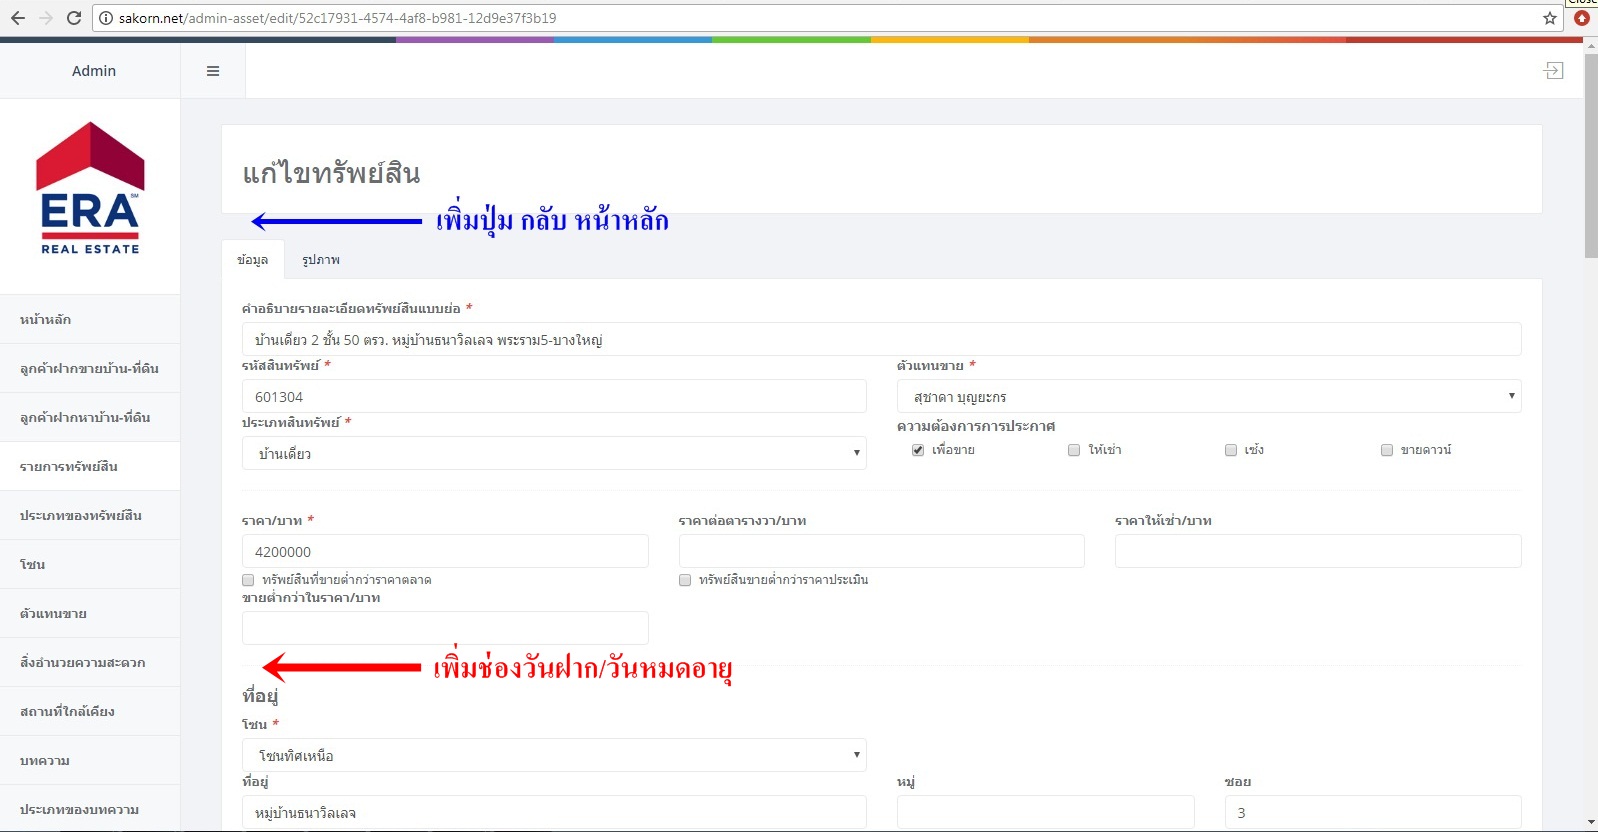 Close
sakorn.net/admin-asset/edit/52c17931-4574-4af8-b981-12d9e37f3b19
Admin
ERA SM
REAL ESTATE
หน้าหลัก
ลูกค้าฝากขายบ้าน-ที่ดิน
ลูกค้าฝากหาบ้าน-ที่ดิน
รายการทรัพย์สิน
ประเภทของทรัพย์สิน
โซน
ตัวแทนขาย
สิ่งอำนวยความสะดวก
สถานที่ใกล้เคียง
บทความ
ประเภทของบทความ
แก้ไขทรัพย์สิน
เพิ่มปุ่ม กลับ หน้าหลัก
ข้อมูล รูปภาพ
คำอธิบายรายละเอียดทรัพย์สินแบบย่อ *
บ้านเดี่ยว 2 ชั้น 50 ตรว. หมู่บ้านธนาวิลเลจ พระราม5-บางใหญ่
รหัสสินทรัพย์ * ตัวแทนขาย *
601304 สุชาดา บุญยะกร
ประเภทสินทรัพย์ * ความต้องการการประกาศ
บ้านเดี่ยว เพื่อขาย ให้เช่า เซ้ง ขายดาวน์
ราคา/บาท * ราคาต่อตารางวา/บาท ราคาให้เช่า/บาท
4200000
ทรัพย์สินที่ขายต่ำกว่าราคาตลาด ทรัพย์สินขายต่ำกว่าราคาประเมิน
ขายต่ำกว่าในราคา/บาท
เพิ่มช่องวันฝาก/วันหมดอายุ
ที่อยู่
โซน *
โซนทิศเหนือ
ที่อยู่ หมู่ ซอย
หมู่บ้านธนาวิลเลจ 3